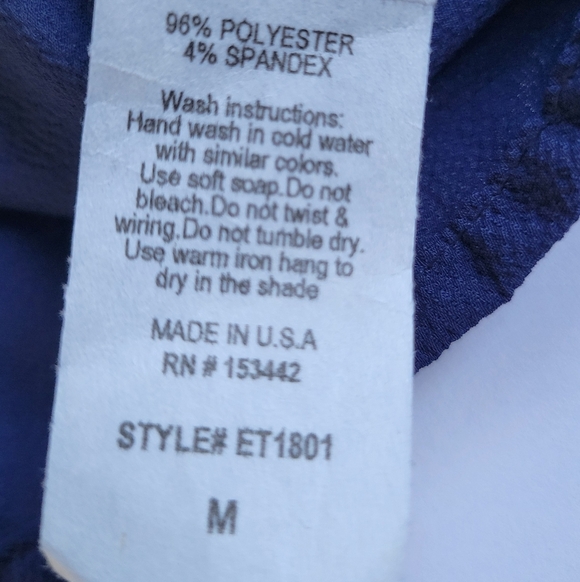 96% POLYESTER
4% SPANDEX
Wash instructions:
Hand wash in cold water
with similar colors.
Use soft soap.Do not
bleach.Do not twist &
wiring.Do not tumble dry.
Use warm iron hang to
dry in the shade
MADE IN U.S.A
RN # 153442
STYLE# ET1801
M